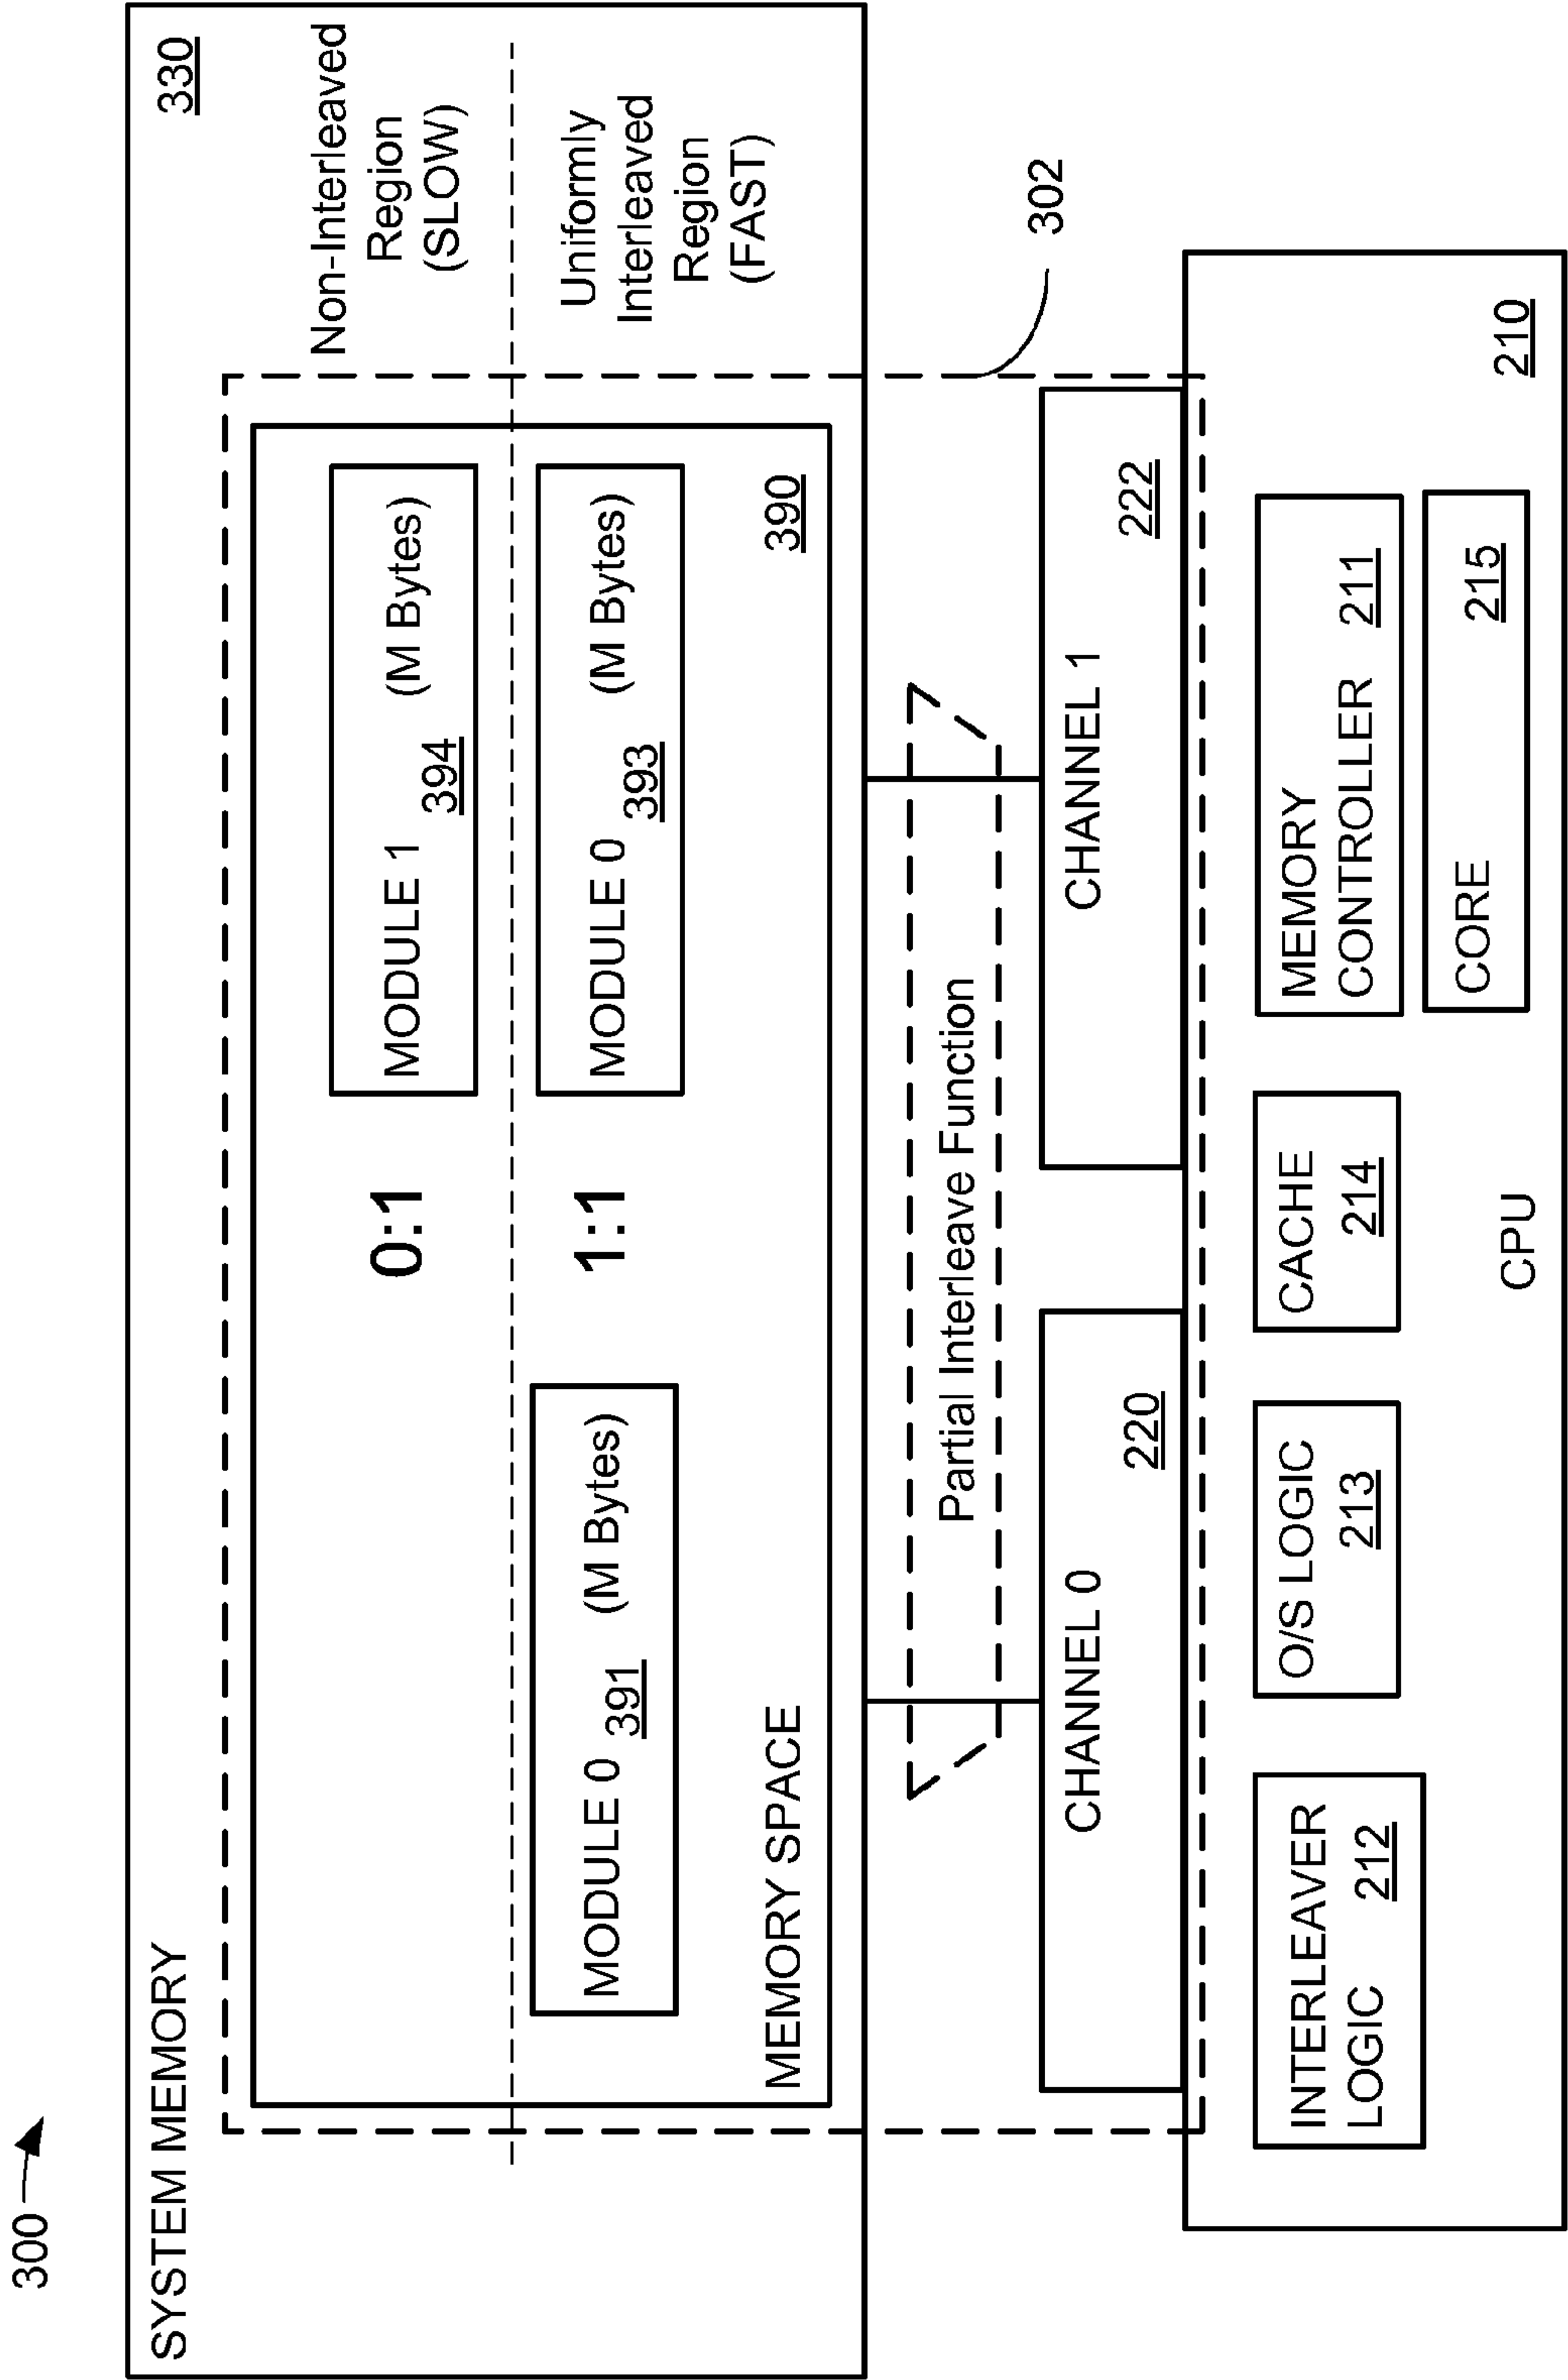 300
SYSTEM MEMORY
330
Non-Interleaved
Region
(SLOW)
0:1
MODULE 1 (M Bytes)
394
Uniformly
Interleaved
Region
(FAST)
1:1
MODULE 0 (M Bytes)
391
MODULE 0 (M Bytes)
393
MEMORY SPACE
390
Partial Interleave Function
302
CHANNEL 0
220
CHANNEL 1
222
INTERLEAVER
LOGIC 212
O/S LOGIC
213
CACHE
214
MEMORY
CONTROLLER 211
CORE
215
CPU
210